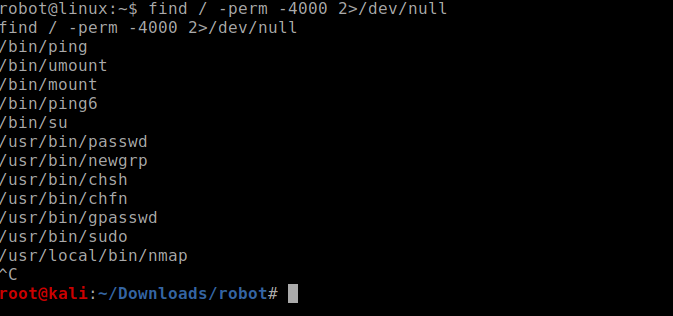 robot@linux:~$ find / -perm -4000 2>/dev/null
find / -perm -4000 2>/dev/null
/bin/ping
/bin/umount
/bin/mount
/bin/ping6
/bin/su
/usr/bin/passwd
/usr/bin/newgrp
/usr/bin/chsh
/usr/bin/chfn
/usr/bin/gpasswd
/usr/bin/sudo
/usr/local/bin/nmap
^C
root@kali:~/Downloads/robot#